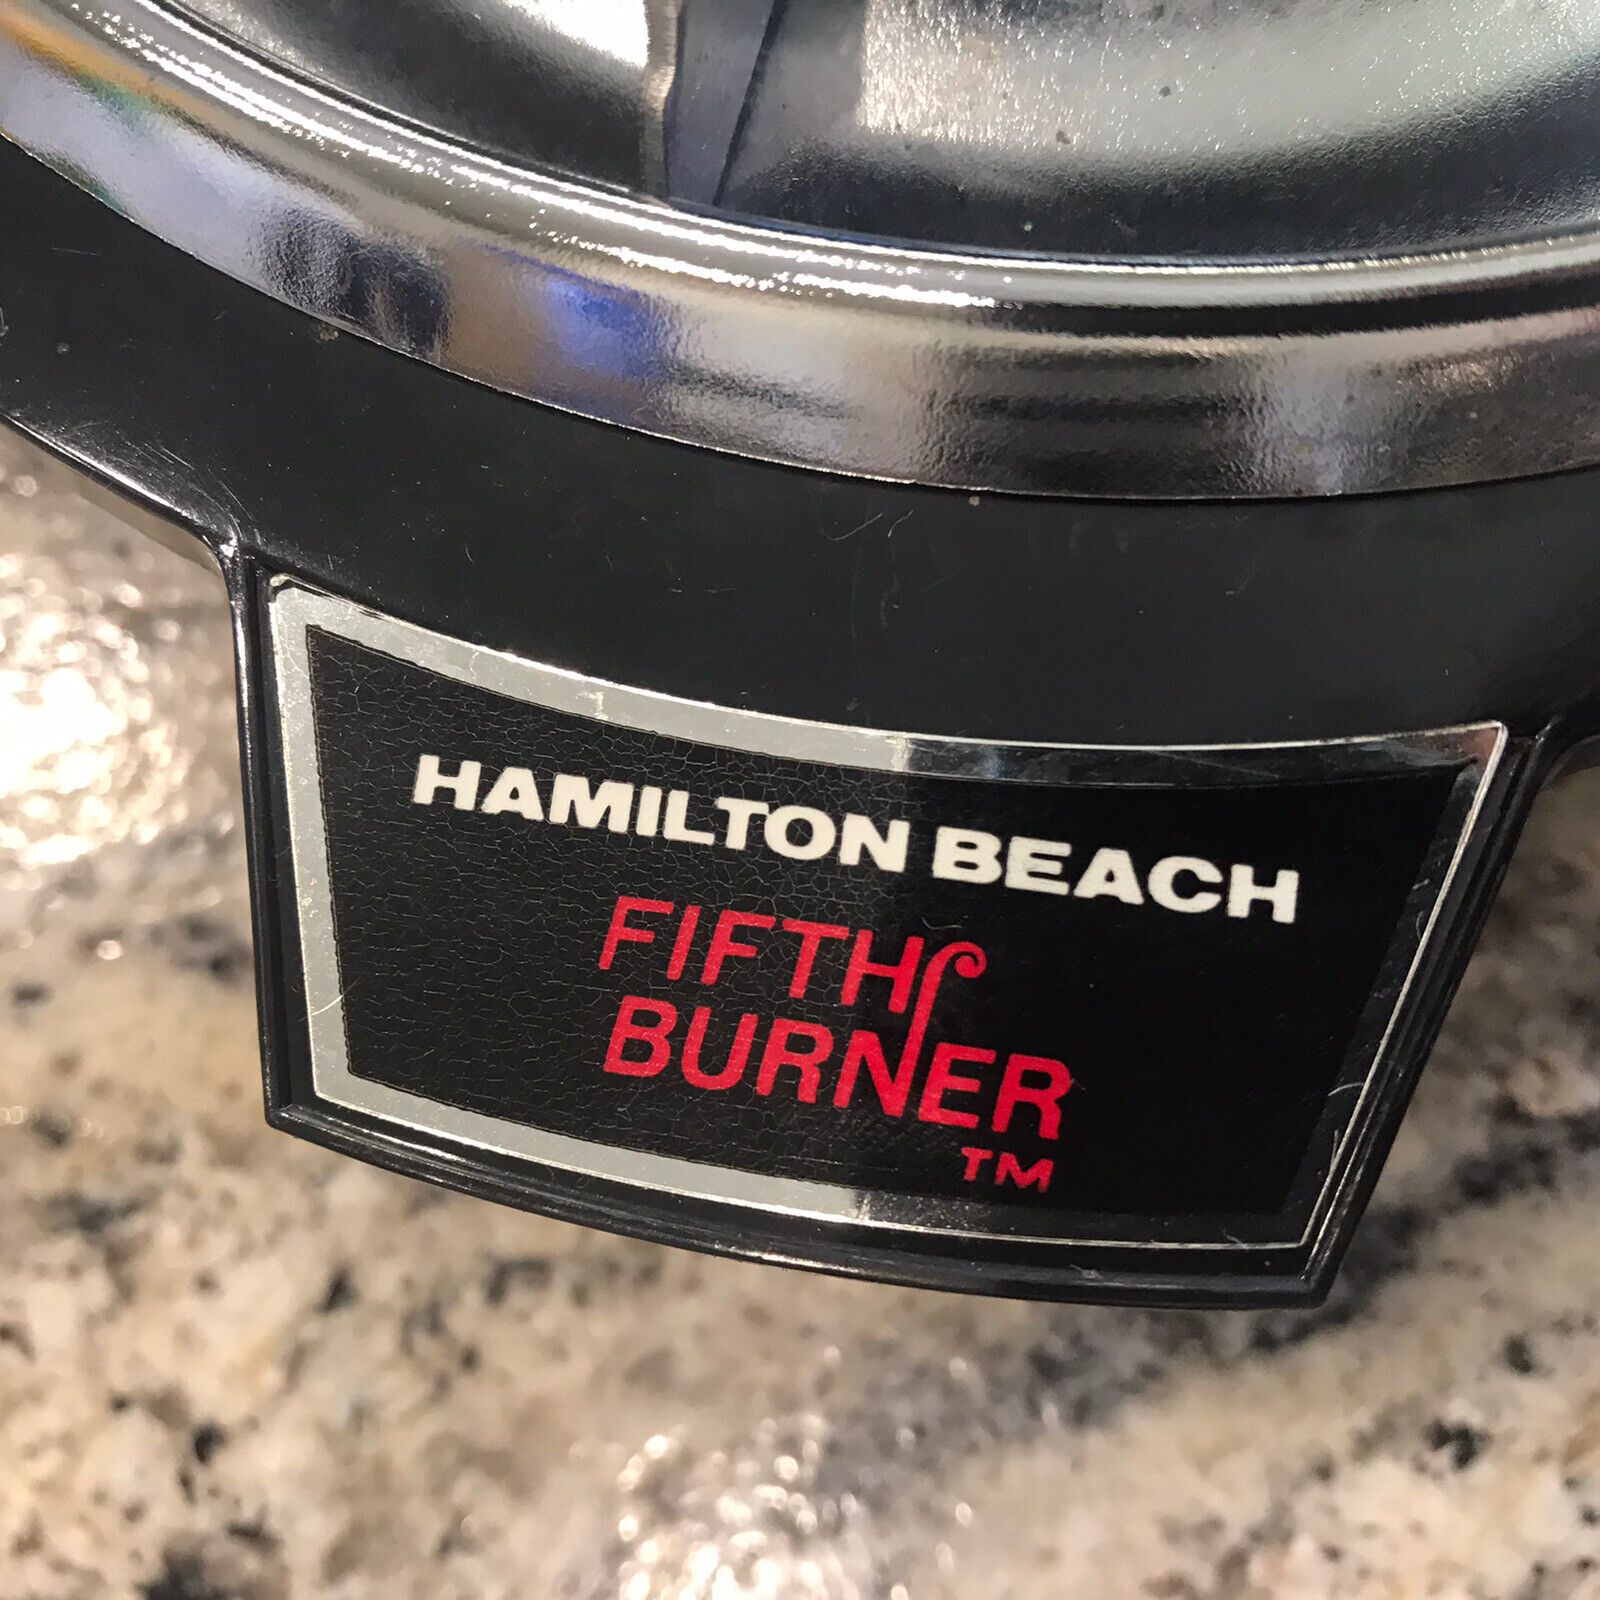 HAMILTON BEACH
FIFTH
BURNER
TM